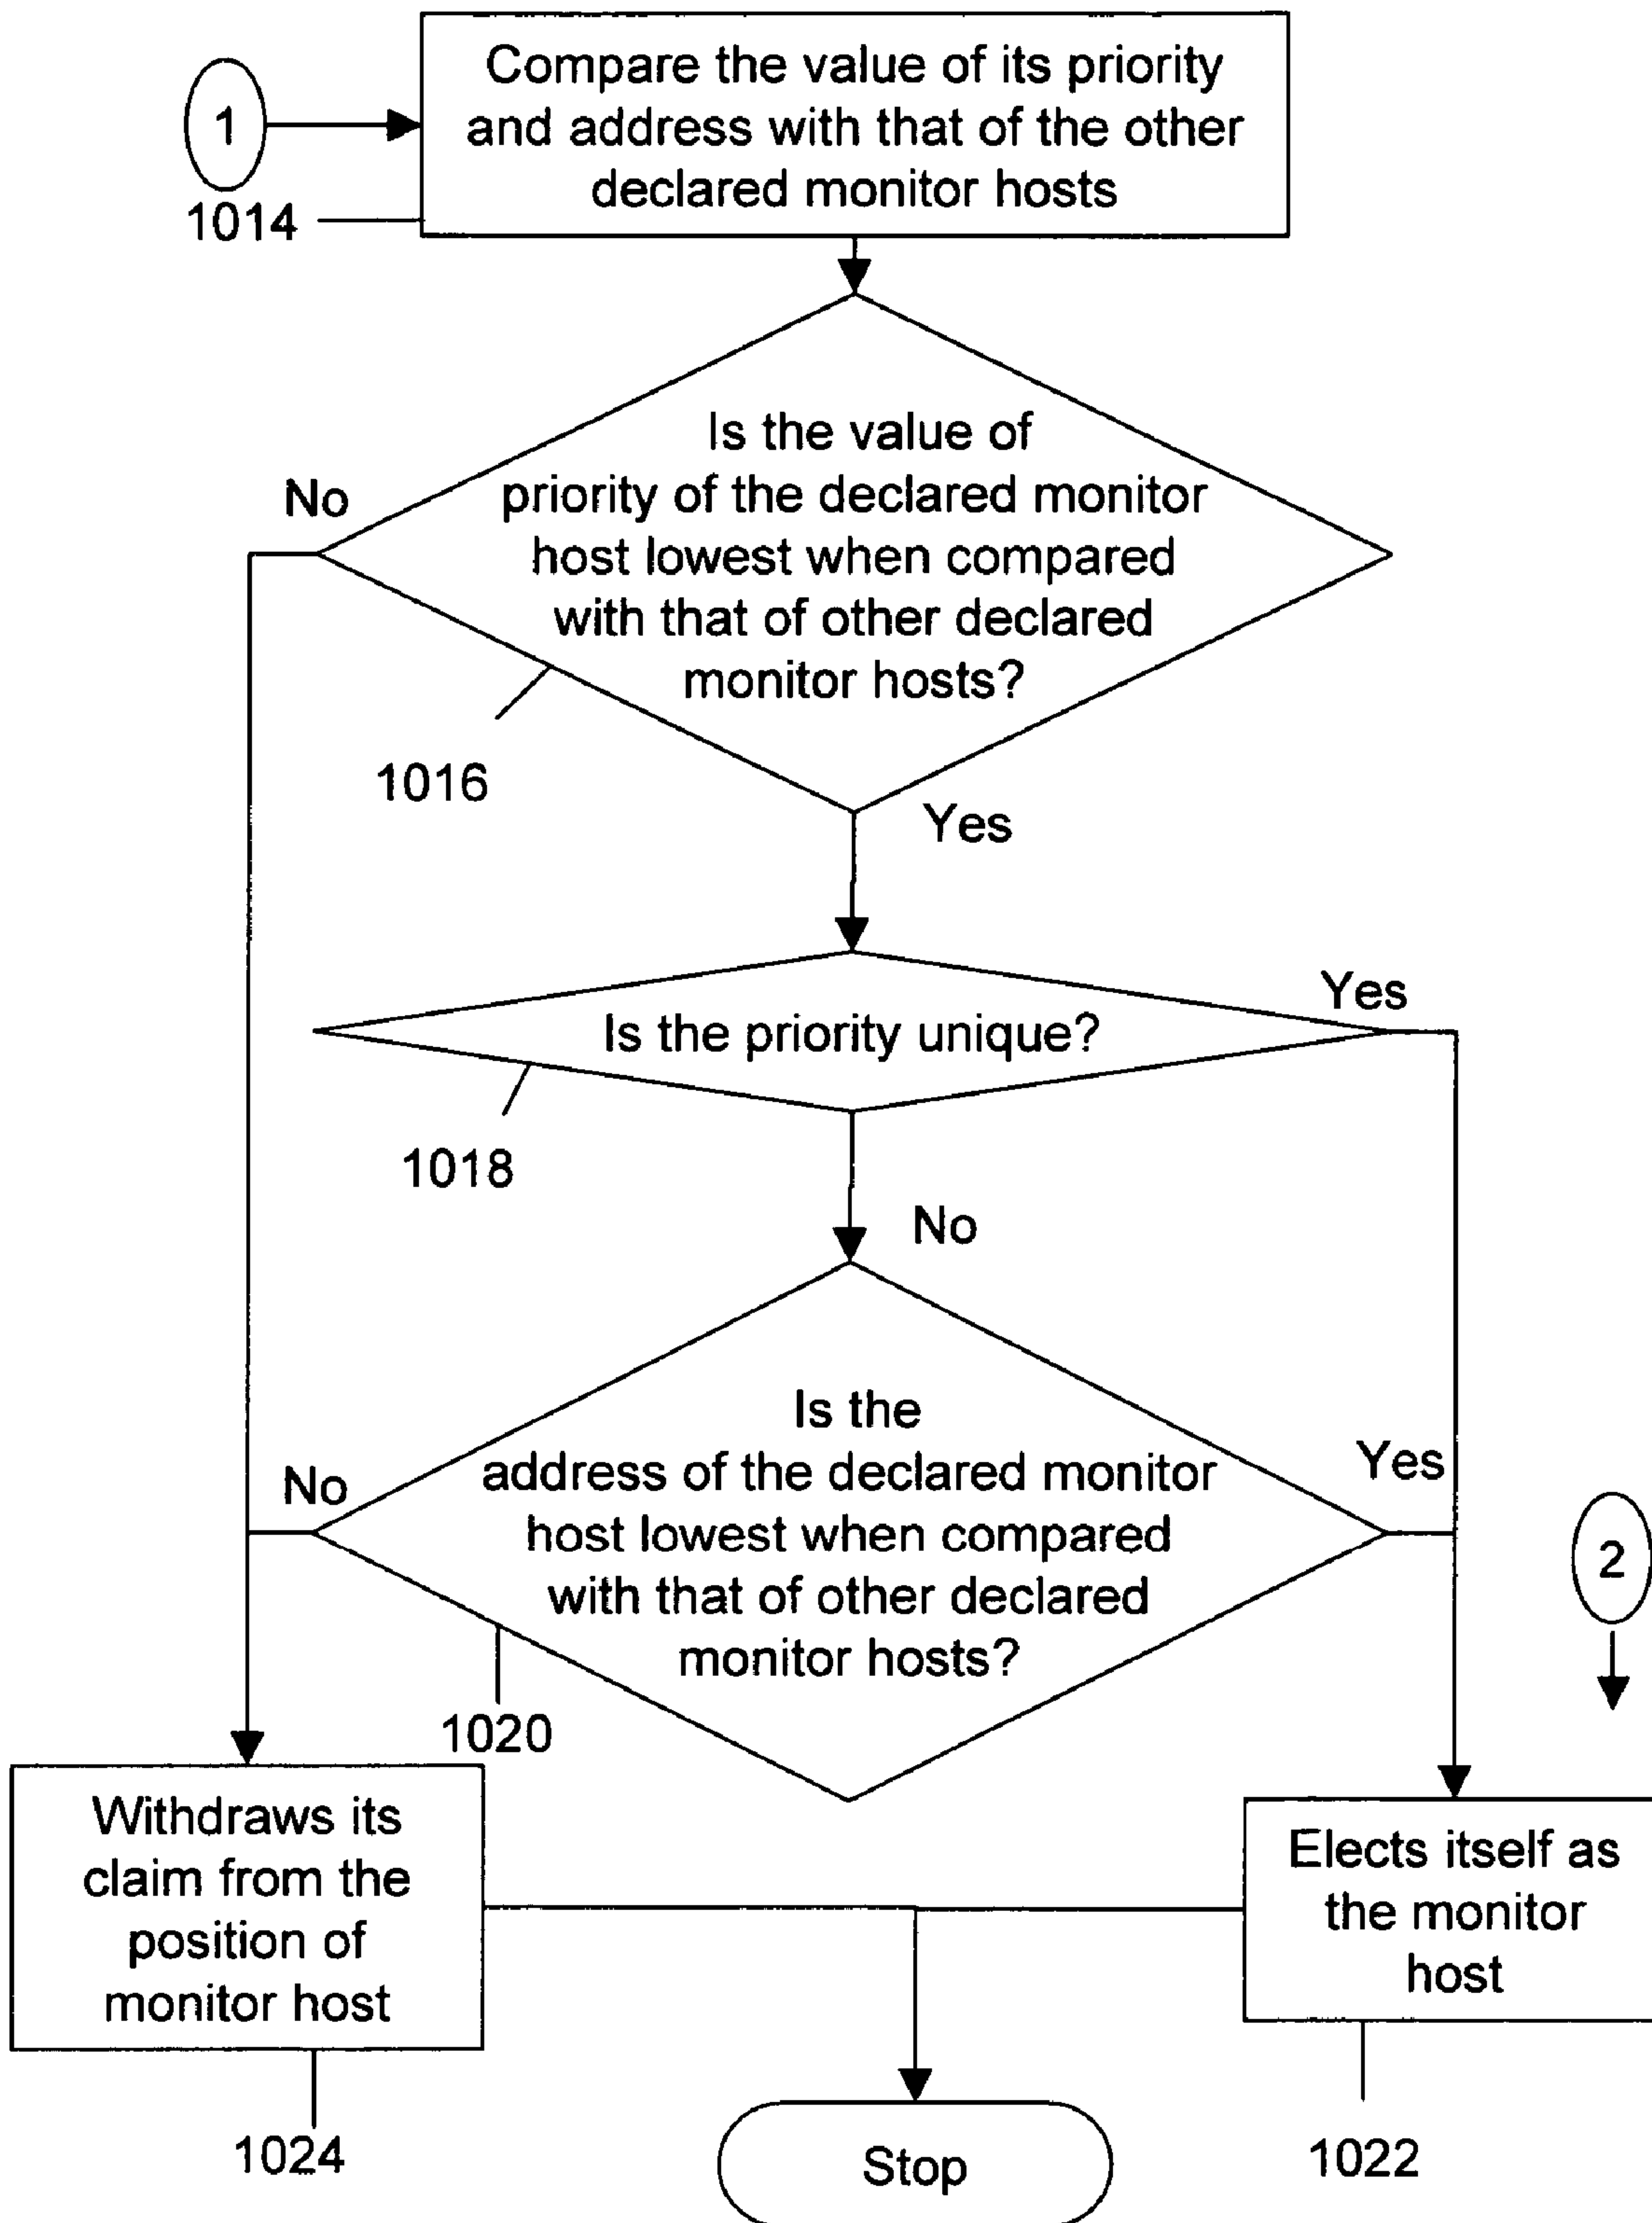 Compare the value of its priority
and address with that of the other
declared monitor hosts
1
1014
Is the value of
priority of the declared monitor
host lowest when compared
with that of other declared
monitor hosts?
No
1016
Yes
Is the priority unique?
Yes
1018
No
Is the
address of the declared monitor
host lowest when compared
with that of other declared
monitor hosts?
No
Yes
2
1020
Withdraws its
claim from the
position of
monitor host
Elects itself as
the monitor
host
1024
Stop
1022